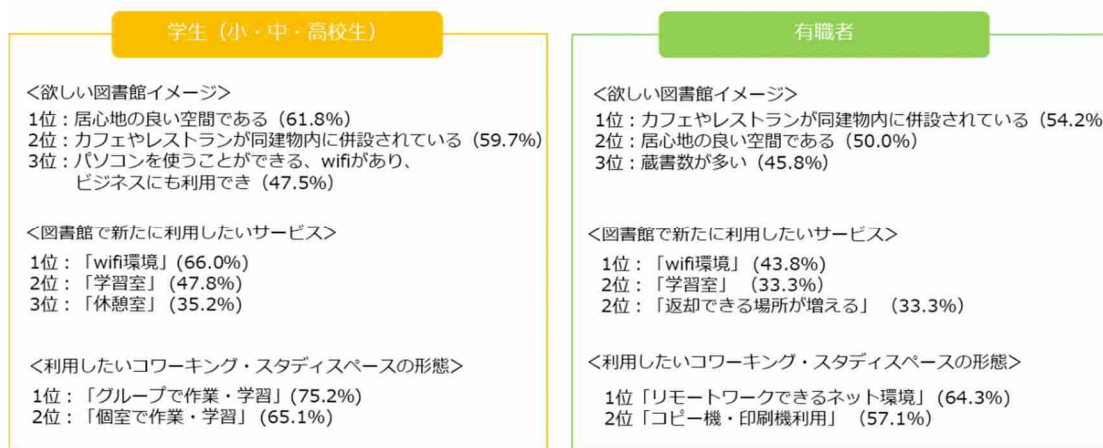 学生（小・中・高校生）
＜欲しい図書館イメージ＞
1位：居心地の良い空間である（61.8%）
2位：カフェやレストランが同建物内に併設されている（59.7%）
3位：パソコンを使うことができる、wifiがあり、
ビジネスにも利用でき（47.5%）
＜図書館で新たに利用したいサービス＞
1位：「wifi環境」(66.0%)
2位：「学習室」(47.8%)
3位：「休憩室」(35.2%)
＜利用したいコワーキング・スタディスペースの形態＞
1位：「グループで作業・学習」(75.2%)
2位：「個室で作業・学習」(65.1%)
有職者
＜欲しい図書館イメージ＞
1位：カフェやレストランが同建物内に併設されている（54.2%
2位：居心地の良い空間である（50.0%）
3位：蔵書数が多い（45.8%）
＜図書館で新たに利用したいサービス＞
1位：「wifi環境」(43.8%)
2位：「学習室」（33.3%）
2位：「返却できる場所が増える」（33.3%）
＜利用したいコワーキング・スタディスペースの形態＞
1位「リモートワークできるネット環境」(64.3%)
2位「コピー機・印刷機利用」(57.1%)